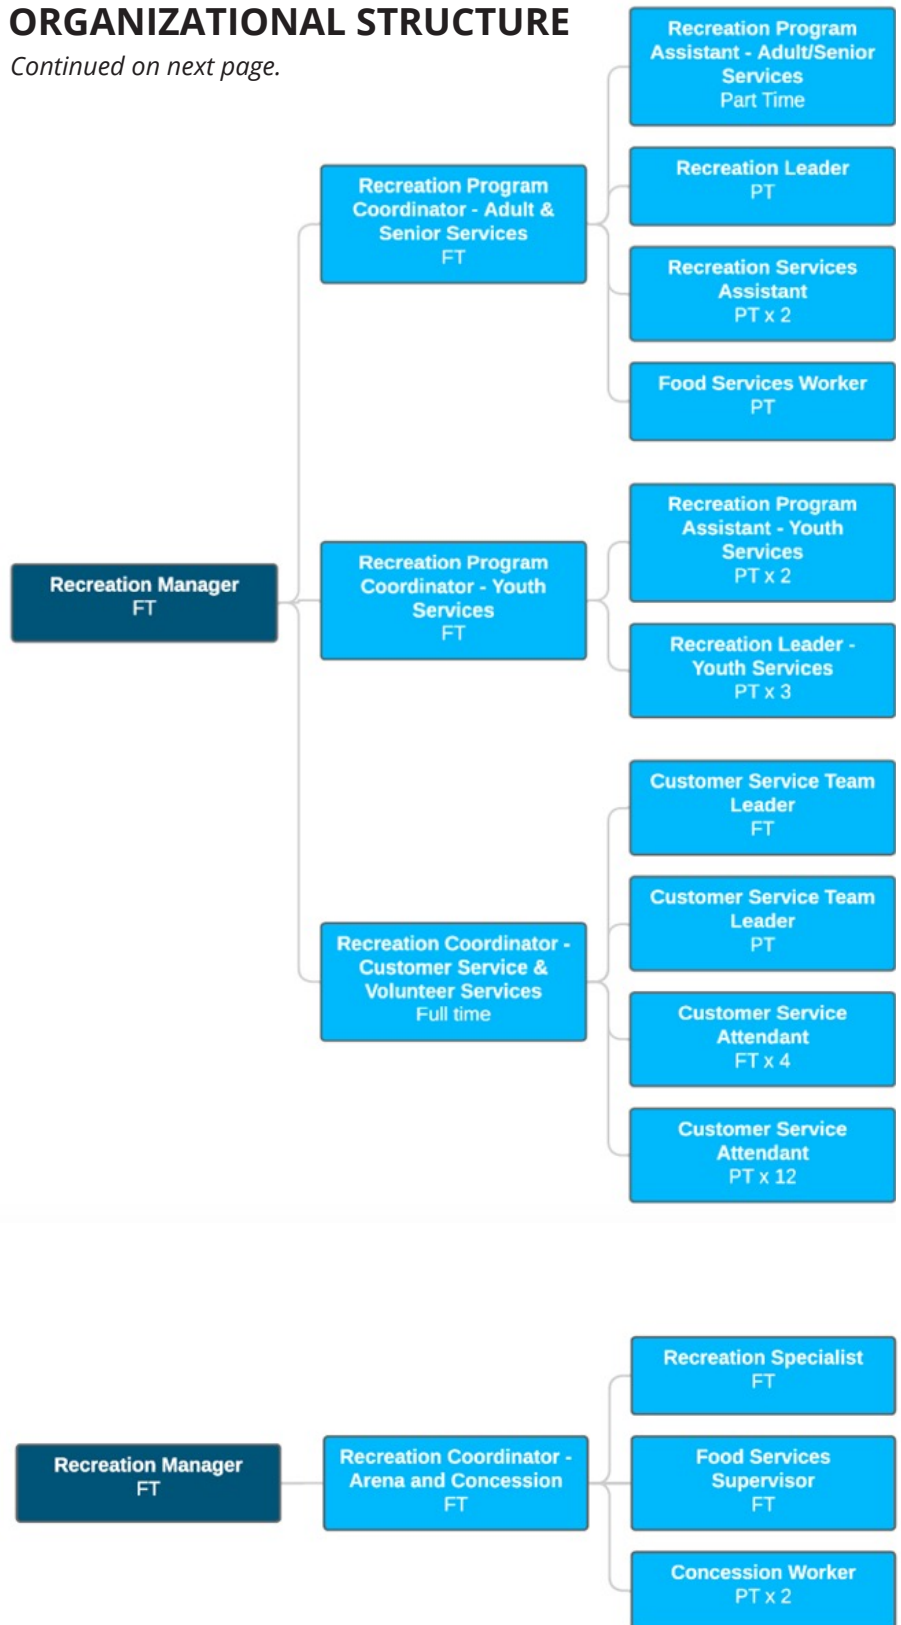 ORGANIZATIONAL STRUCTURE
Continued on next page.
Recreation Program
Assistant - Adult/Senior
Services
Part Time
Recreation Leader
PT
Recreation Program
Coordinator - Adult &
Senior Services
FT
Recreation Services
Assistant
PT x 2
Food Services Worker
PT
Recreation Manager
FT
Recreation Program
Coordinator - Youth
Services
FT
Recreation Program
Assistant - Youth
Services
PT x 2
Recreation Leader -
Youth Services
PT x 3
Recreation Coordinator -
Customer Service &
Volunteer Services
Full time
Customer Service Team
Leader
FT
Customer Service Team
Leader
PT
Customer Service
Attendant
FT x 4
Customer Service
Attendant
PT x 12
Recreation Manager
FT
Recreation Coordinator -
Arena and Concession
FT
Recreation Specialist
FT
Food Services
Supervisor
FT
Concession Worker
PT x 2